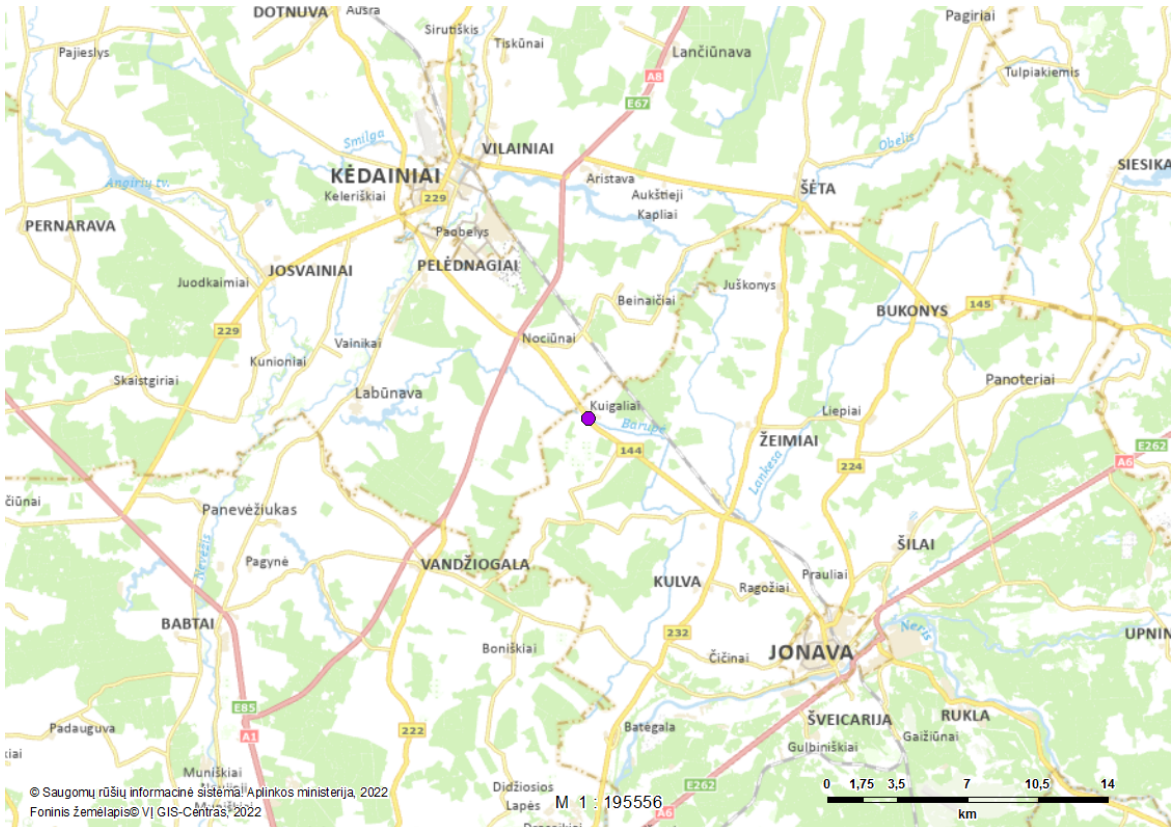 DOTNUVA
Aušra
Sirutiškis
Tiškūnai
Pajieslys
Lančiūnava
Pagiriai
Tulpiakiemis
A8
E67
Smilga
VILAINIAI
Obelis
KĖDAINIAI
Keleriškiai
229
Aristava
Aukštieji
Kapliai
ŠĖTA
SIESIKA
Angirių tv.
PERNARAVA
Paobelys
PELĖDNAGIAI
JOSVAINIAI
Juodkaimiai
Juškonys
Beinaičiai
BUKONYS
145
229
Vainikai
Nociūnai
Kunioniai
Skaistgiriai
Labūnava
Panoteriai
Kuigaliai
Barupė
Liepiai
ŽEIMIAI
144
Lankesa
224
E262
A6
čiūnai
Panevėžiukas
Nevėžis
Pagynė
VANDŽIOGALA
ŠILAI
KULVA
Ragožiai
Prauliai
BABTAI
232
Neris
UPNIN
Boniškiai
Čičinai
JONAVA
E85
A1
Padauguva
222
Batėgala
ŠVEICARIJA
RUKLA
Gaižiūnai
Gulbiniškiai
kiai
Muniškiai
Didžiosios
Lapės
E262
A6
© Saugomų rūšių informacinė sistema. Aplinkos ministerija, 2022
Foninis žemėlapis© VĮ GIS-Centras, 2022
M 1 : 195556
0 1,75 3,5 7 10,5 14
km